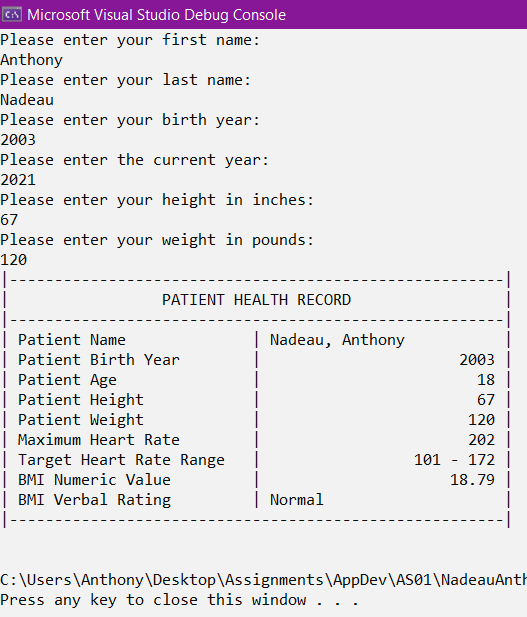 Microsoft Visual Studio Debug Console
Please enter your first name:
Anthony
Please enter your last name:
Nadeau
Please enter your birth year:
2003
Please enter the current year:
2021
Please enter your height in inches:
67
Please enter your weight in pounds:
120
|-------------------------------------------------------|
| PATIENT HEALTH RECORD |
|-------------------------------------------------------|
| Patient Name | Nadeau, Anthony |
| Patient Birth Year | 2003 |
| Patient Age | 18 |
| Patient Height | 67 |
| Patient Weight | 120 |
| Maximum Heart Rate | 202 |
| Target Heart Rate Range | 101 - 172 |
| BMI Numeric Value | 18.79 |
| BMI Verbal Rating | Normal |
|-------------------------------------------------------|
C:\Users\Anthony\Desktop\Assignments\AppDev\AS01\NadeauAnth
Press any key to close this window . . .